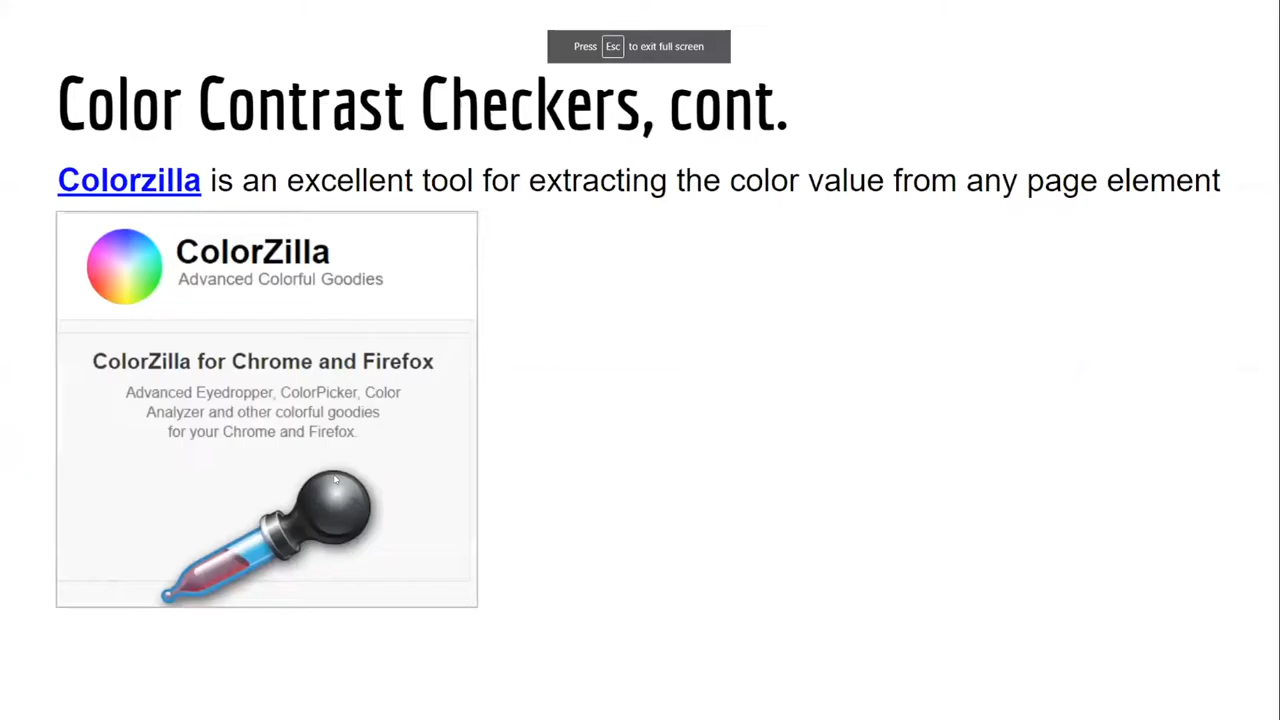 Press Esc to exit full screen
Color Contrast Checkers, cont.
Colorzilla is an excellent tool for extracting the color value from any page element
ColorZilla
Advanced Colorful Goodies
ColorZilla for Chrome and Firefox
Advanced Eyedropper, ColorPicker, Color
Analyzer and other colorful goodies
for your Chrome and Firefox.